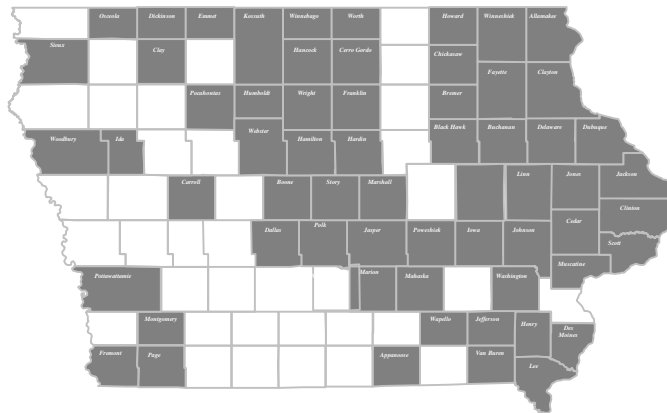 Osceola Dickinson Emmet Kossuth Winnebago Worth Howard Winneshiek Allamakee
Sioux Clay Hancock Cerro Gordo Chickasaw
Fayette Clayton
Pocahontas Humboldt Wright Franklin Bremer
Webster Black Hawk Buchanan Delaware Dubuque
Woodbury Ida Hamilton Hardin
Linn Jones Jackson
Carroll Boone Story Marshall
Clinton
Cedar
Dallas Polk Jasper Poweshiek Iowa Johnson
Scott
Muscatine
Pottawattamie Marion Mahaska Washington
Montgomery Wapello Jefferson Henry Des
Moines
Fremont Page Appanoose Van Buren
Lee